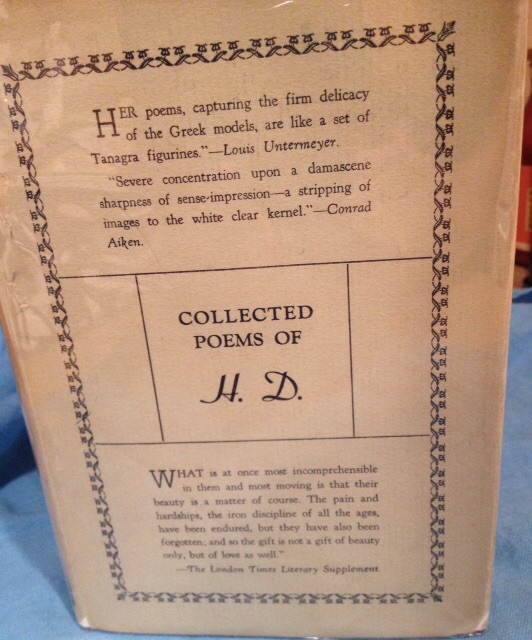 HER poems, capturing the firm delicacy
of the Greek models, are like a set of
Tanagra figurines."—Louis Untermeyer.
"Severe concentration upon a damascene
sharpness of sense-impression—a stripping of
images to the white clear kernel."—Conrad
Aiken.
COLLECTED
POEMS OF
H. D.
WHAT is at once most incomprehensible
in them and most moving is that their
beauty is a matter of course. The pain and
hardships, the iron discipline of all the ages,
have been endured, but they have also been
forgotten; and so the gift is not a gift of beauty
only, but of love as well."
—The London Times Literary Supplement